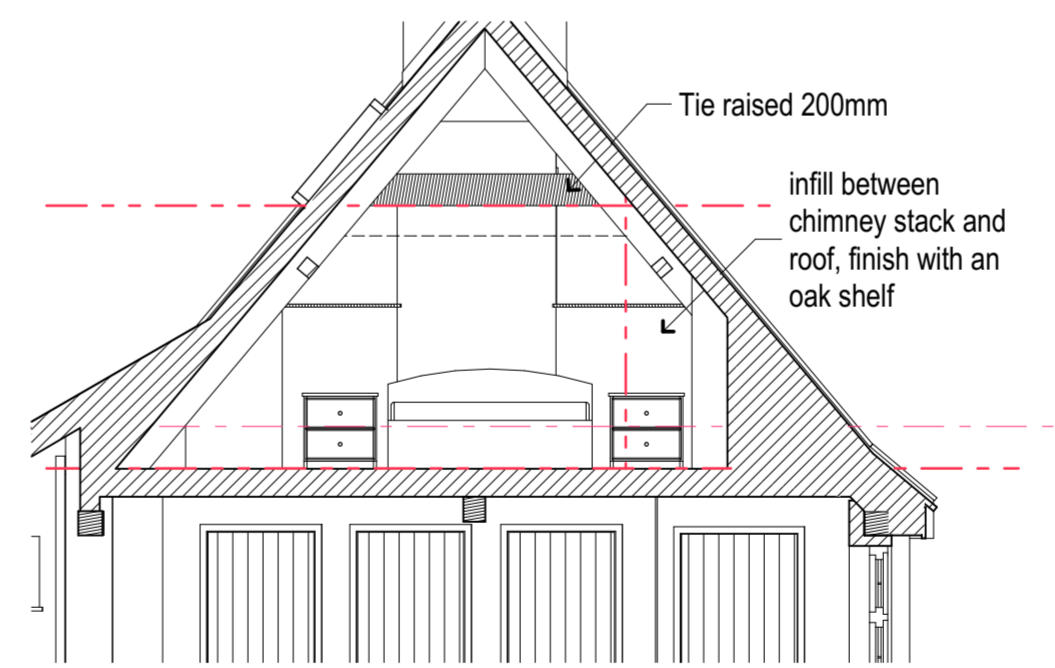 Tie raised 200mm
infill between
chimney stack and
roof, finish with an
oak shelf